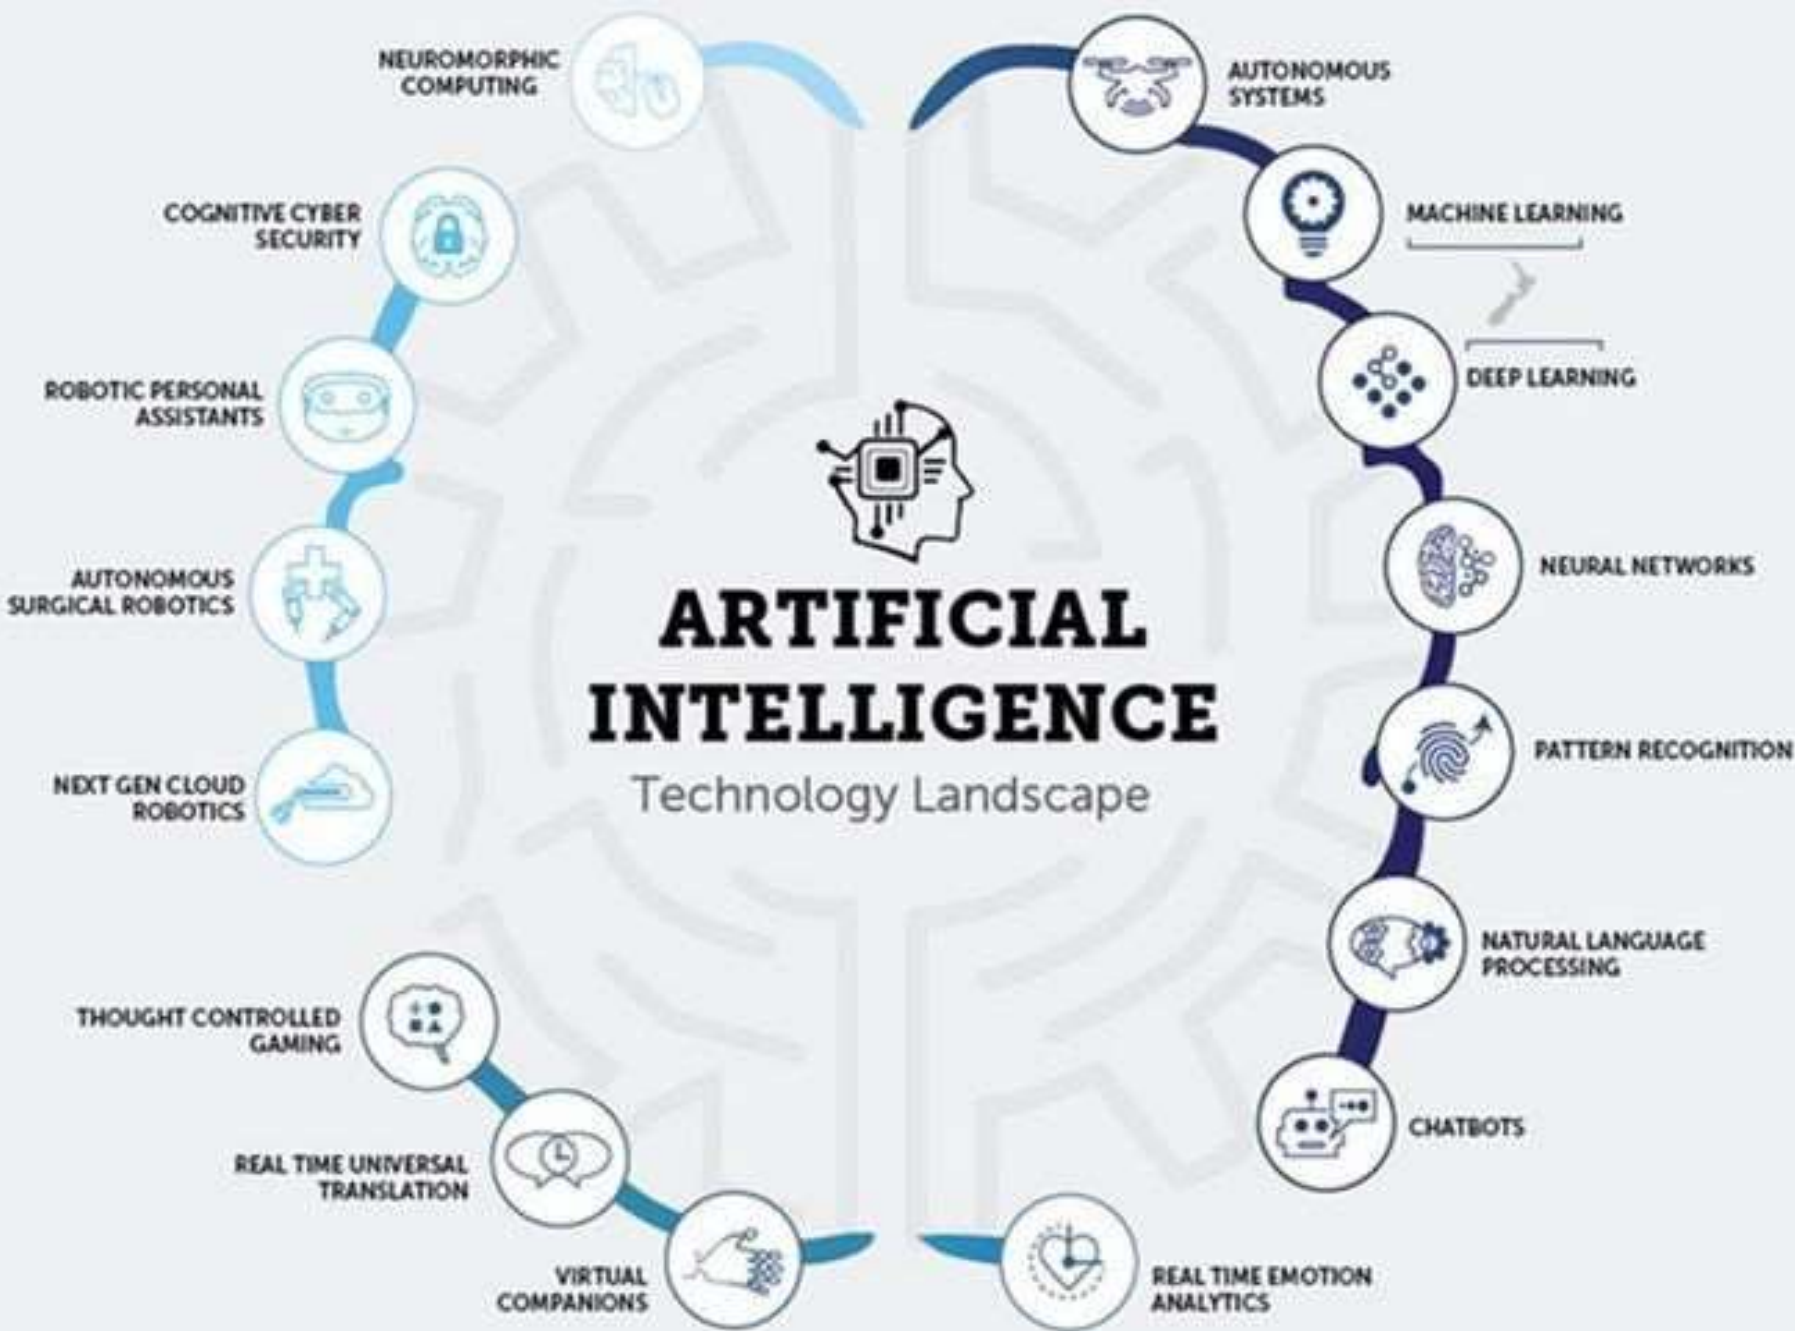 ARTIFICIAL
INTELLIGENCE
Technology Landscape
NEUROMORPHIC
COMPUTING
COGNITIVE CYBER
SECURITY
ROBOTIC PERSONAL
ASSISTANTS
AUTONOMOUS
SURGICAL ROBOTICS
NEXT GEN CLOUD
ROBOTICS
THOUGHT CONTROLLED
GAMING
REAL TIME UNIVERSAL
TRANSLATION
VIRTUAL
COMPANIONS
AUTONOMOUS
SYSTEMS
MACHINE LEARNING
DEEP LEARNING
NEURAL NETWORKS
PATTERN RECOGNITION
NATURAL LANGUAGE
PROCESSING
CHATBOTS
REAL TIME EMOTION
ANALYTICS